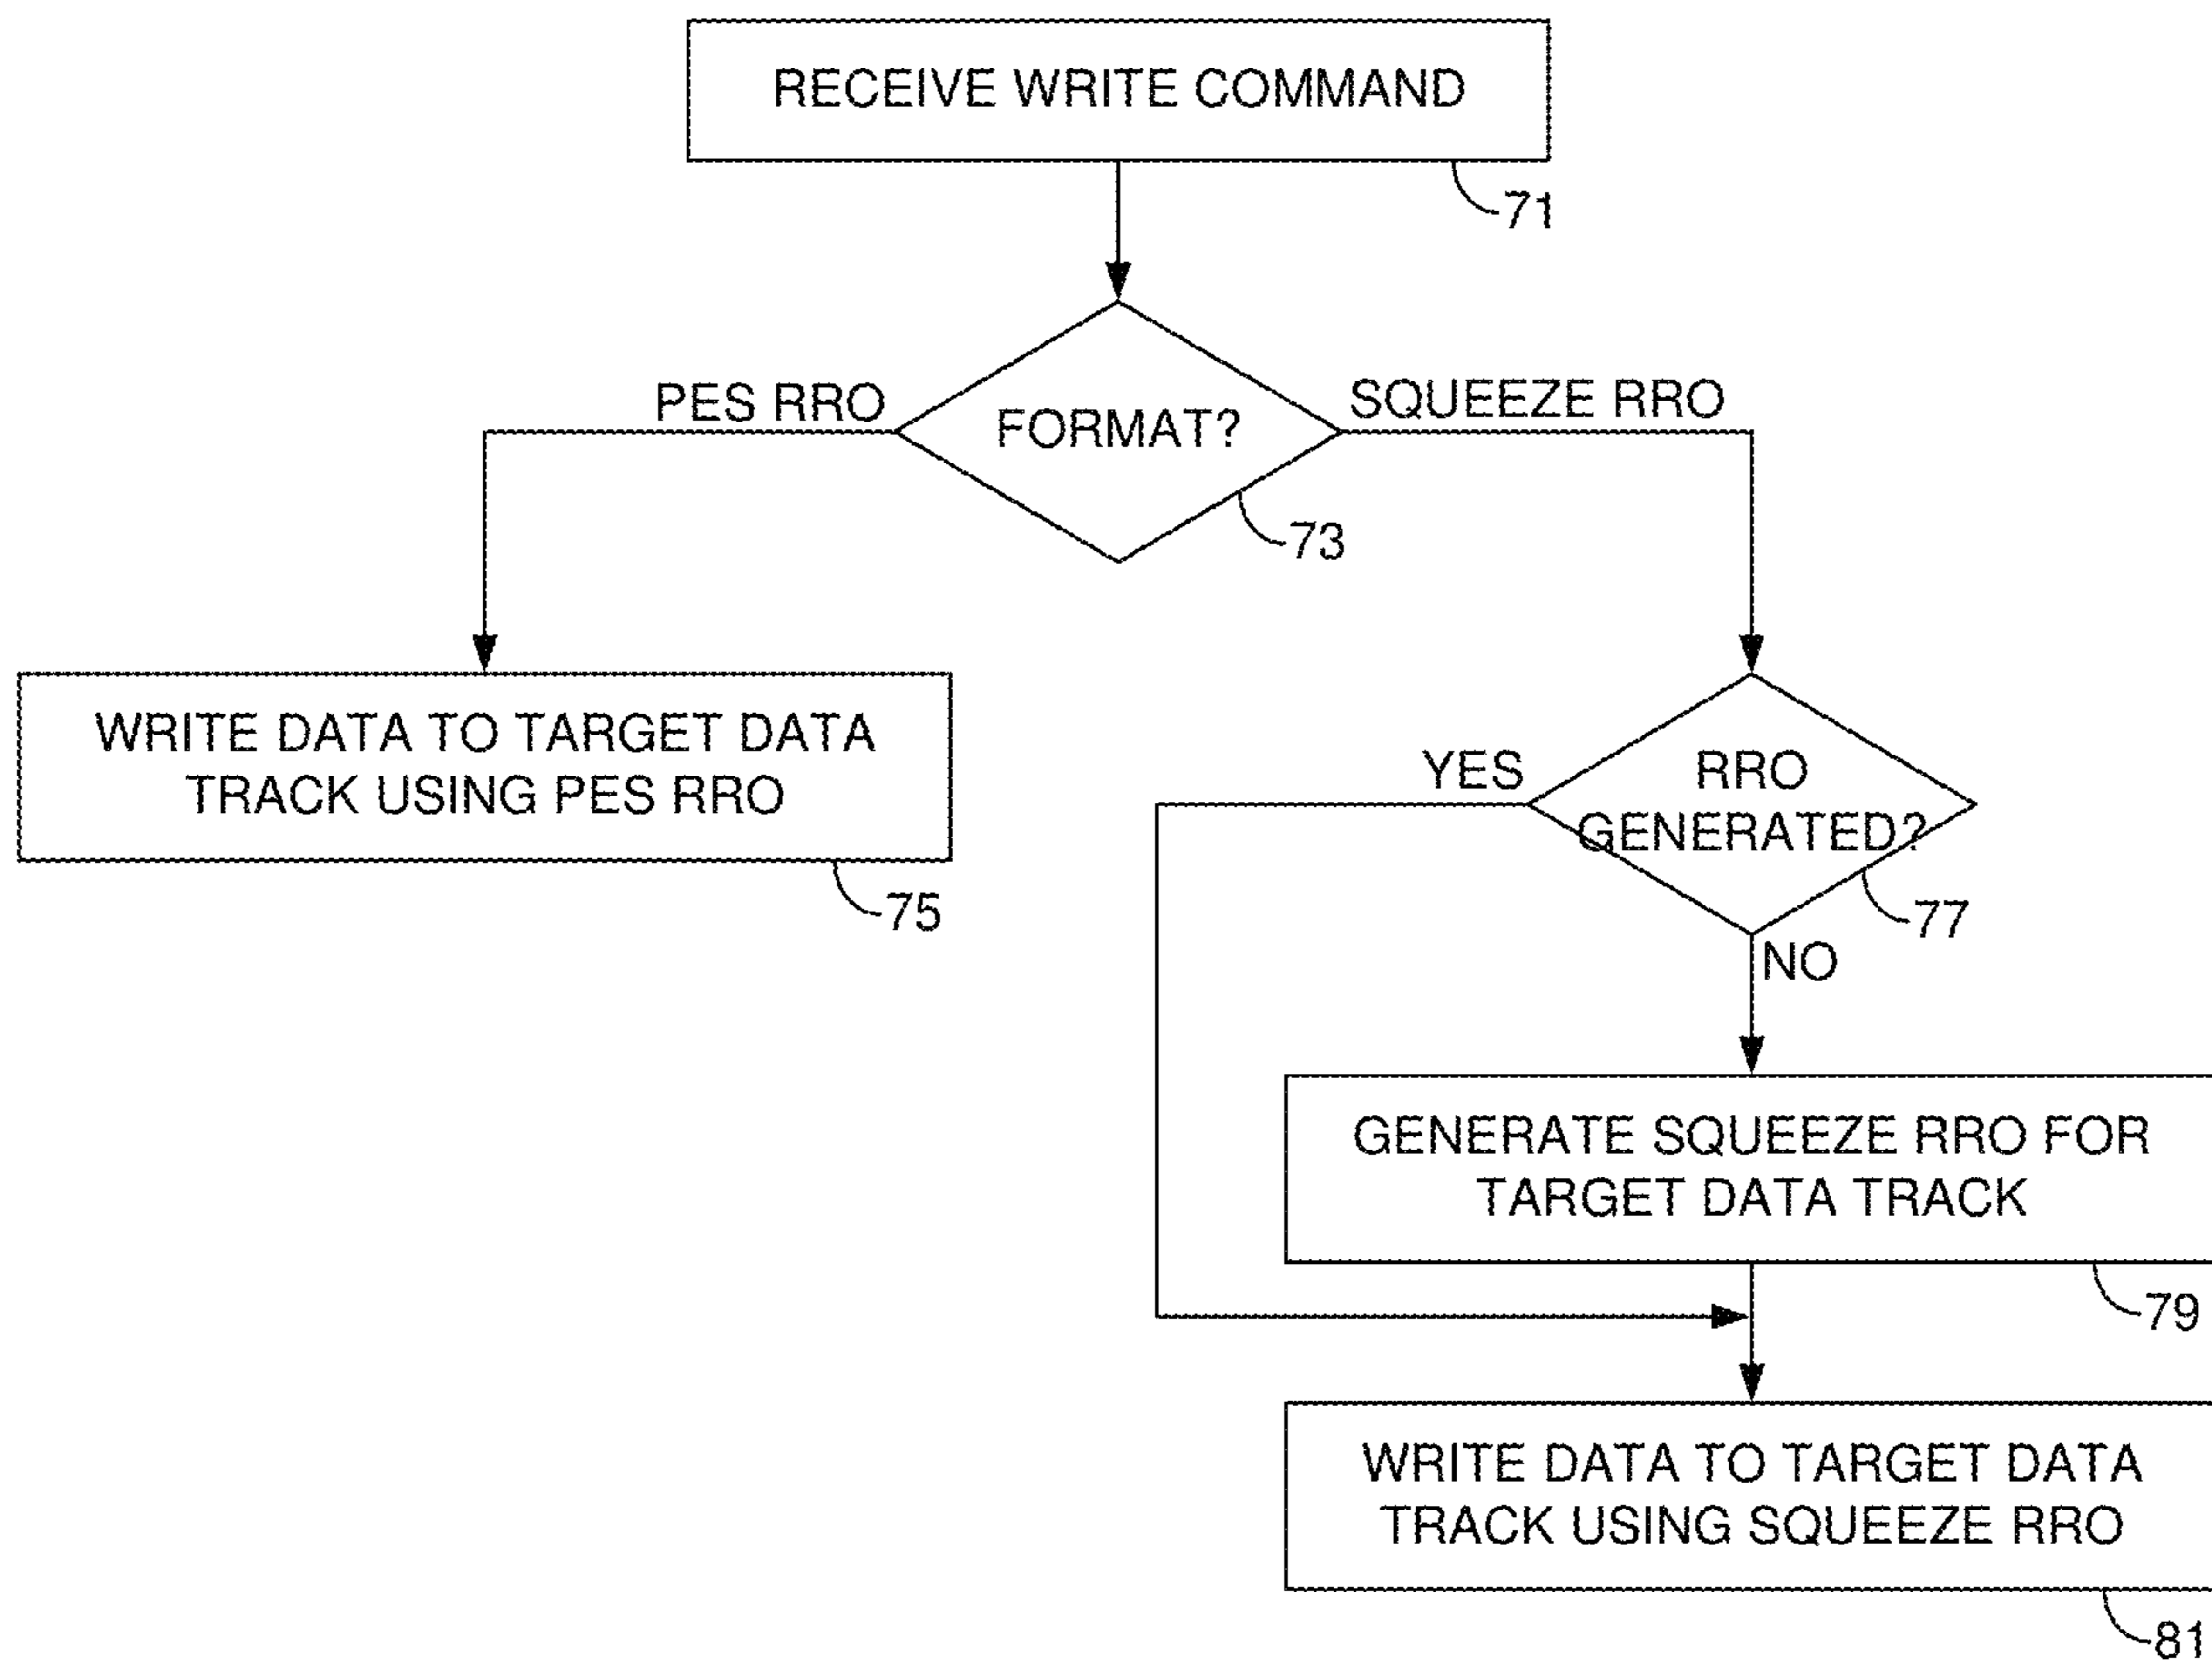 RECEIVE WRITE COMMAND
71
FORMAT?
PES RRO
SQUEEZE RRO
73
WRITE DATA TO TARGET DATA
TRACK USING PES RRO
75
RRO
GENERATED?
YES
77
NO
GENERATE SQUEEZE RRO FOR
TARGET DATA TRACK
79
WRITE DATA TO TARGET DATA
TRACK USING SQUEEZE RRO
81